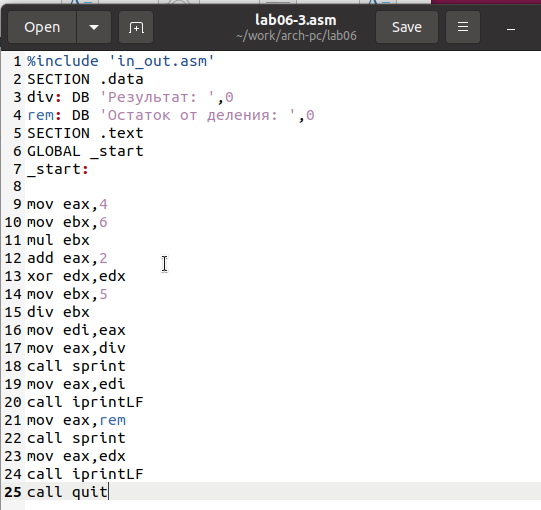 Open
lab06-3.asm
~/work/arch-pc/lab06
Save
1 %include 'in_out.asm'
2 SECTION .data
3 div: DB 'Результат: ',0
4 rem: DB 'Остаток от деления: ',0
5 SECTION .text
6 GLOBAL _start
7 _start:
8
9 mov eax,4
10 mov ebx,6
11 mul ebx
12 add eax,2
13 xor edx,edx
14 mov ebx,5
15 div ebx
16 mov edi,eax
17 mov eax,div
18 call sprint
19 mov eax,edi
20 call iprintLF
21 mov eax,rem
22 call sprint
23 mov eax,edx
24 call iprintLF
25 call quit